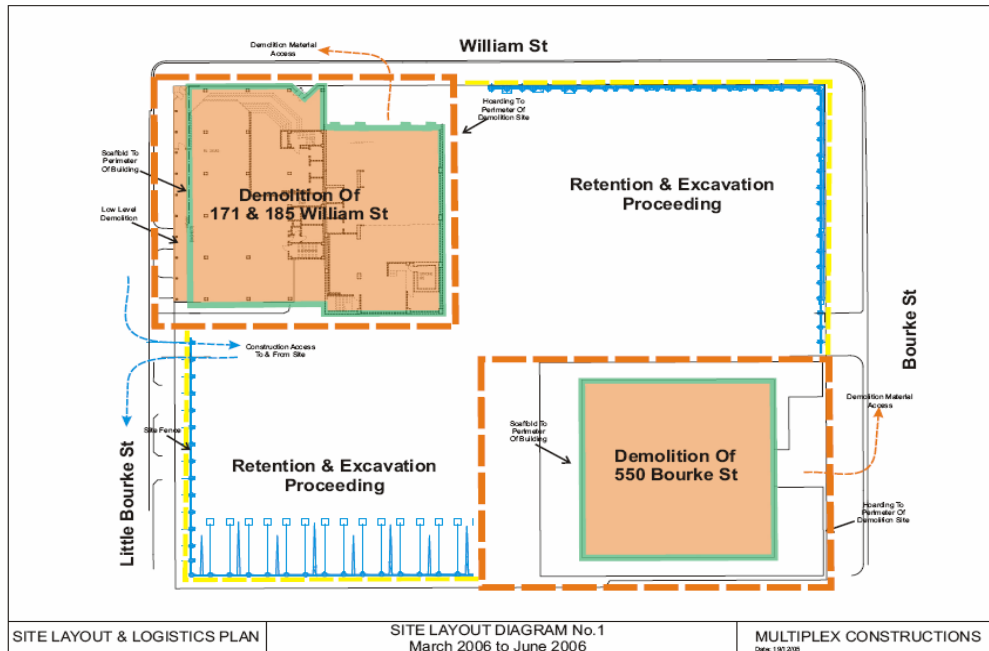 William St
Demolition Material
Access
Hoarding To
Perimeter Of
Demolition Site
Scaffold To
Perimeter
Of Building
Demolition Of
171 & 185 William St
Retention & Excavation
Proceeding
Low Level
Demolition
Bourke St
Construction Access
To & From Site
Demolition Material
Access
Site Fence
Scaffold To
Perimeter
Of Building
Demolition Of
550 Bourke St
Retention & Excavation
Proceeding
Little Bourke St
Hoarding To
Perimeter Of
Demolition Site
SITE LAYOUT & LOGISTICS PLAN
SITE LAYOUT DIAGRAM No.1
March 2006 to June 2006
MULTIPLEX CONSTRUCTIONS
Date: 19/12/05